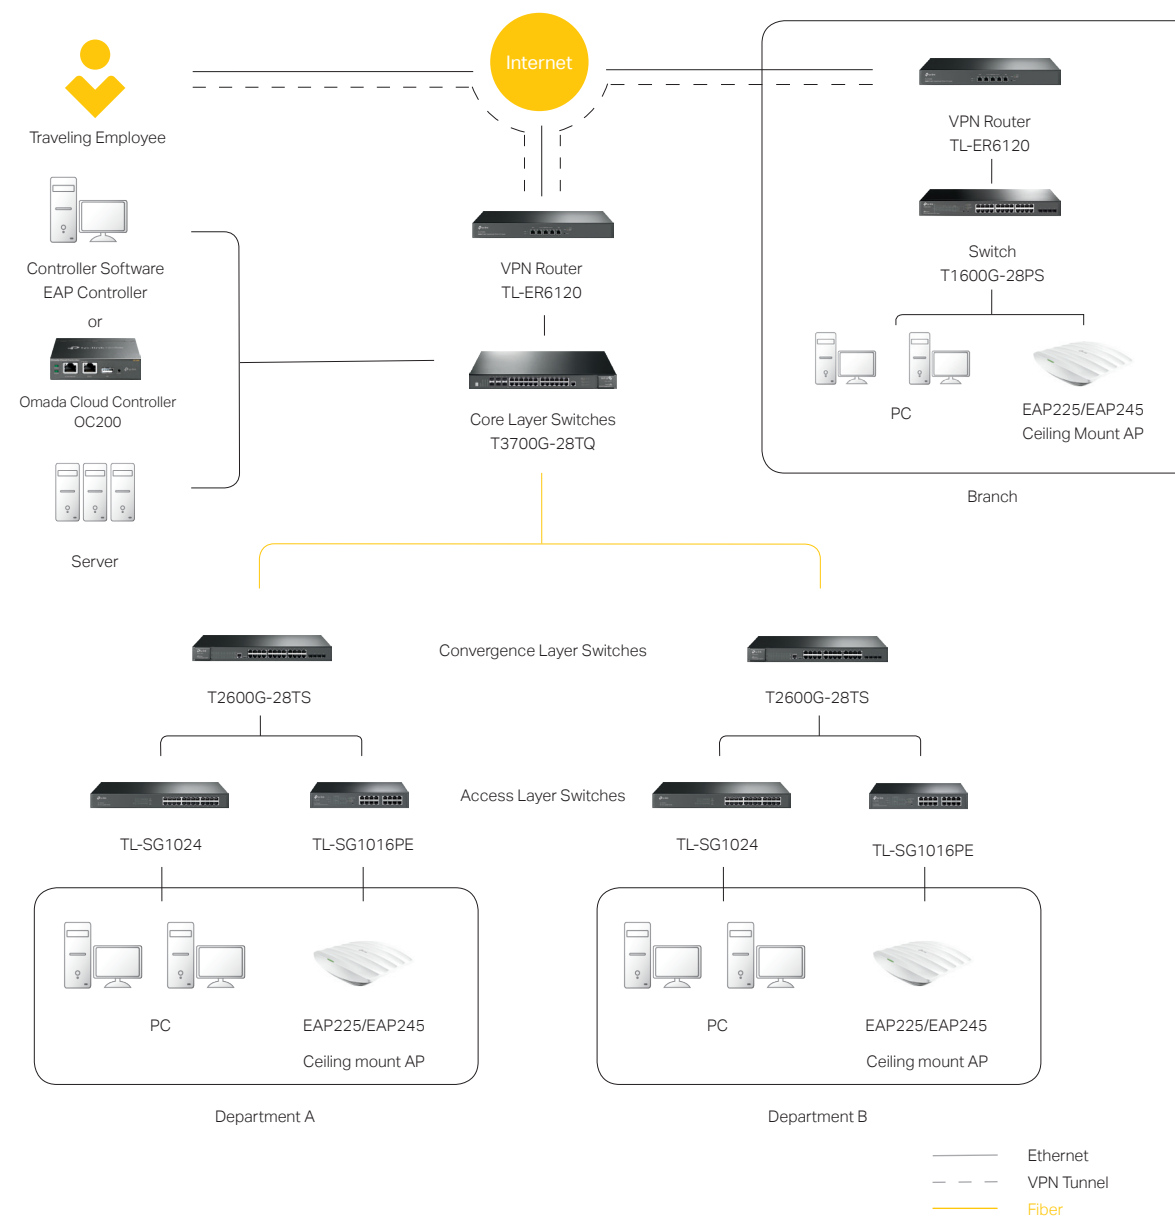 Internet
Traveling Employee
VPN Router
TL-ER6120
Controller Software
EAP Controller
or
Omada Cloud Controller
OC200
Server
VPN Router
TL-ER6120
Core Layer Switches
T3700G-28TQ
Switch
T1600G-28PS
PC
EAP225/EAP245
Ceiling Mount AP
Branch
Convergence Layer Switches
T2600G-28TS
T2600G-28TS
Access Layer Switches
TL-SG1024
TL-SG1016PE
TL-SG1024
TL-SG1016PE
PC
EAP225/EAP245
Ceiling mount AP
Department A
PC
EAP225/EAP245
Ceiling mount AP
Department B
Ethernet
VPN Tunnel
Fiber